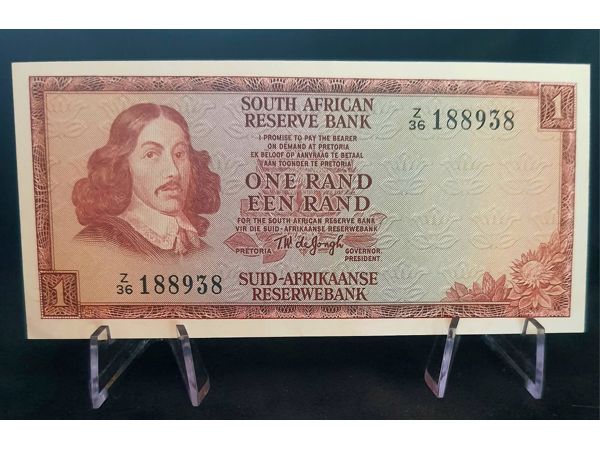 SOUTH AFRICAN
RESERVE BANK
Z/36 188938
1
I PROMISE TO PAY THE BEARER
ON DEMAND AT PRETORIA
EK BELOOF OP AANVRAAG TE BETAAL
AAN TOONDER TE PRETORIA
ONE RAND
EEN RAND
FOR THE SOUTH AFRICAN RESERVE BANK
VIR DIE SUID-AFRIKAANSE RESERWEBANK
T W de Jongh
PRETORIA
GOVERNOR.
PRESIDENT.
1
Z/36 188938
SUID-AFRIKAANSE
RESERWEBANK